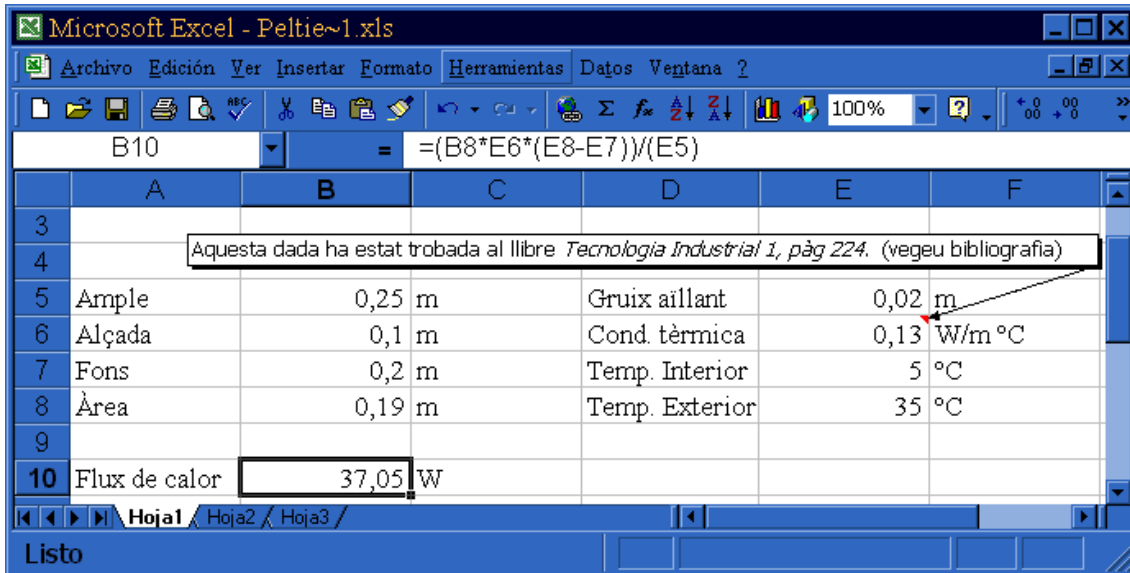 Microsoft Excel - Peltie~1.xls
Archivo Edición Ver Insertar Formato Herramientas Datos Ventana ?
ABC 100%
B10 = =(B8*E6*(E8-E7))/(E5)
A B C D E F
3
Aquesta dada ha estat trobada al llibre Tecnologia Industrial 1, pàg 224. (vegeu bibliografia)
4
5 Ample 0,25 m Gruix aïllant 0,02 m
6 Alçada 0,1 m Cond. tèrmica 0,13 W/m ºC
7 Fons 0,2 m Temp. Interior 5 ºC
8 Àrea 0,19 m Temp. Exterior 35 ºC
9
10 Flux de calor 37,05 W
Hoja1 Hoja2 Hoja3
Listo